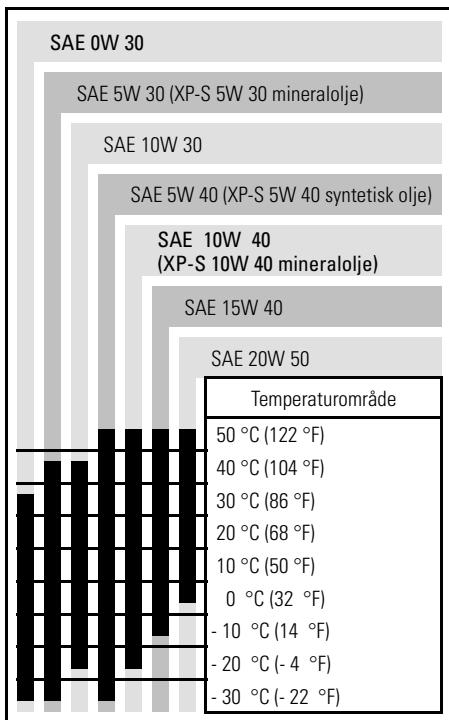 SAE 0W 30
SAE 5W 30 (XP-S 5W 30 mineralolje)
SAE 10W 30
SAE 5W 40 (XP-S 5W 40 syntetisk olje)
SAE 10W 40
(XP-S 10W 40 mineralolje)
SAE 15W 40
SAE 20W 50
Temperaturområde
50 °C (122 °F)
40 °C (104 °F)
30 °C (86 °F)
20 °C (68 °F)
10 °C (50 °F)
0 °C (32 °F)
- 10 °C (14 °F)
- 20 °C (- 4 °F)
- 30 °C (- 22 °F)